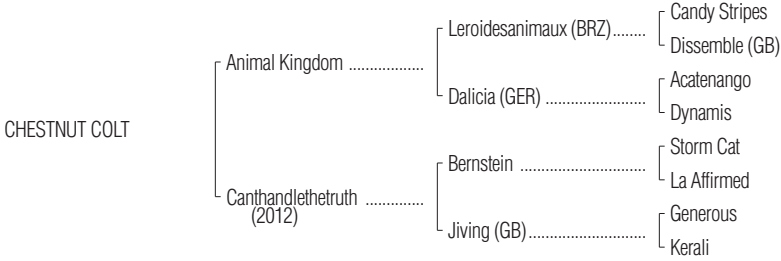 Candy Stripes
Leroidesanimaux (BRZ)........
Dissemble (GB)
Animal Kingdom ..................
Acatenango
Dalicia (GER) ........................
Dynamis
CHESTNUT COLT
Storm Cat
Bernstein ..............................
La Affirmed
Canthandlethetruth ..............
(2012)
Generous
Jiving (GB)............................
Kerali